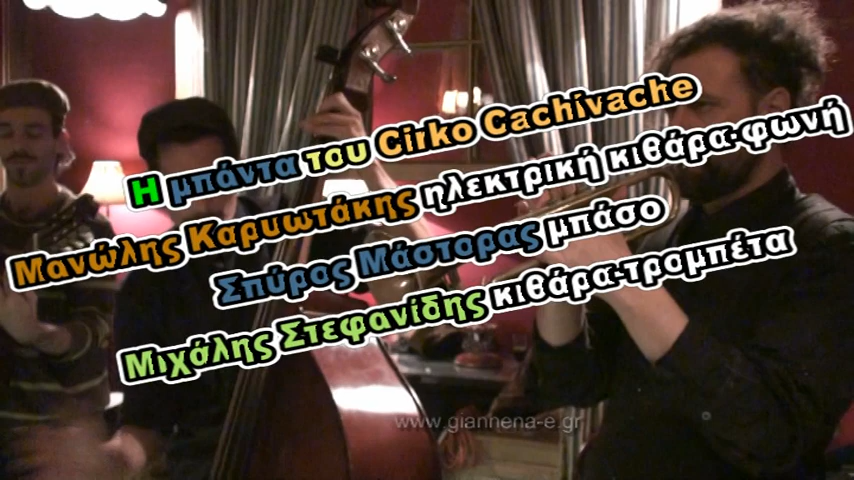 Η μπάντα του Cirko Cachivache
Μανώλης Καρυωτάκης ηλεκτρική κιθάρα-φωνή
Σπύρος Μάστορας μπάσο
Μιχάλης Στεφανίδης κιθάρα-τρομπέτα
www.giannena-e.gr